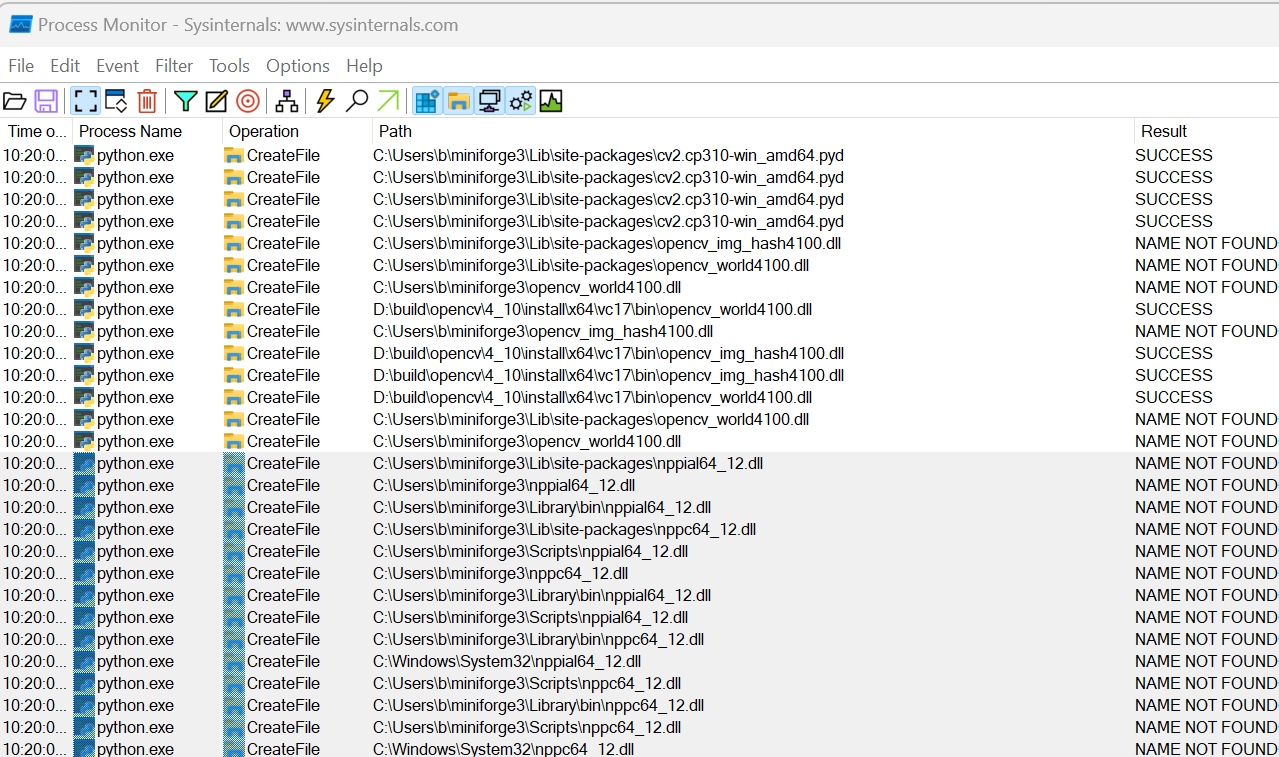 Process Monitor - Sysinternals: www.sysinternals.com
File Edit Event Filter Tools Options Help
Time o... Process Name Operation Path Result
10:20:0... python.exe CreateFile C:\Users\b\miniforge3\Lib\site-packages\cv2.cp310-win_amd64.pyd SUCCESS
10:20:0... python.exe CreateFile C:\Users\b\miniforge3\Lib\site-packages\cv2.cp310-win_amd64.pyd SUCCESS
10:20:0... python.exe CreateFile C:\Users\b\miniforge3\Lib\site-packages\cv2.cp310-win_amd64.pyd SUCCESS
10:20:0... python.exe CreateFile C:\Users\b\miniforge3\Lib\site-packages\cv2.cp310-win_amd64.pyd SUCCESS
10:20:0... python.exe CreateFile C:\Users\b\miniforge3\Lib\site-packages\opencv_img_hash4100.dll NAME NOT FOUND
10:20:0... python.exe CreateFile C:\Users\b\miniforge3\Lib\site-packages\opencv_world4100.dll NAME NOT FOUND
10:20:0... python.exe CreateFile C:\Users\b\miniforge3\opencv_world4100.dll NAME NOT FOUND
10:20:0... python.exe CreateFile D:\build\opencv\4_10\install\x64\vc17\bin\opencv_world4100.dll SUCCESS
10:20:0... python.exe CreateFile C:\Users\b\miniforge3\opencv_img_hash4100.dll NAME NOT FOUND
10:20:0... python.exe CreateFile D:\build\opencv\4_10\install\x64\vc17\bin\opencv_img_hash4100.dll SUCCESS
10:20:0... python.exe CreateFile D:\build\opencv\4_10\install\x64\vc17\bin\opencv_img_hash4100.dll SUCCESS
10:20:0... python.exe CreateFile D:\build\opencv\4_10\install\x64\vc17\bin\opencv_world4100.dll SUCCESS
10:20:0... python.exe CreateFile C:\Users\b\miniforge3\Lib\site-packages\opencv_world4100.dll NAME NOT FOUND
10:20:0... python.exe CreateFile C:\Users\b\miniforge3\opencv_world4100.dll NAME NOT FOUND
10:20:0... python.exe CreateFile C:\Users\b\miniforge3\Lib\site-packages\nppial64_12.dll NAME NOT FOUND
10:20:0... python.exe CreateFile C:\Users\b\miniforge3\nppial64_12.dll NAME NOT FOUND
10:20:0... python.exe CreateFile C:\Users\b\miniforge3\Library\bin\nppial64_12.dll NAME NOT FOUND
10:20:0... python.exe CreateFile C:\Users\b\miniforge3\Lib\site-packages\nppc64_12.dll NAME NOT FOUND
10:20:0... python.exe CreateFile C:\Users\b\miniforge3\Scripts\nppial64_12.dll NAME NOT FOUND
10:20:0... python.exe CreateFile C:\Users\b\miniforge3\nppc64_12.dll NAME NOT FOUND
10:20:0... python.exe CreateFile C:\Users\b\miniforge3\Library\bin\nppial64_12.dll NAME NOT FOUND
10:20:0... python.exe CreateFile C:\Users\b\miniforge3\Scripts\nppial64_12.dll NAME NOT FOUND
10:20:0... python.exe CreateFile C:\Users\b\miniforge3\Library\bin\nppc64_12.dll NAME NOT FOUND
10:20:0... python.exe CreateFile C:\Windows\System32\nppial64_12.dll NAME NOT FOUND
10:20:0... python.exe CreateFile C:\Users\b\miniforge3\Scripts\nppc64_12.dll NAME NOT FOUND
10:20:0... python.exe CreateFile C:\Users\b\miniforge3\Library\bin\nppc64_12.dll NAME NOT FOUND
10:20:0... python.exe CreateFile C:\Users\b\miniforge3\Scripts\nppc64_12.dll NAME NOT FOUND
10:20:0... python.exe CreateFile C:\Windows\System32\nppc64_12.dll NAME NOT FOUND